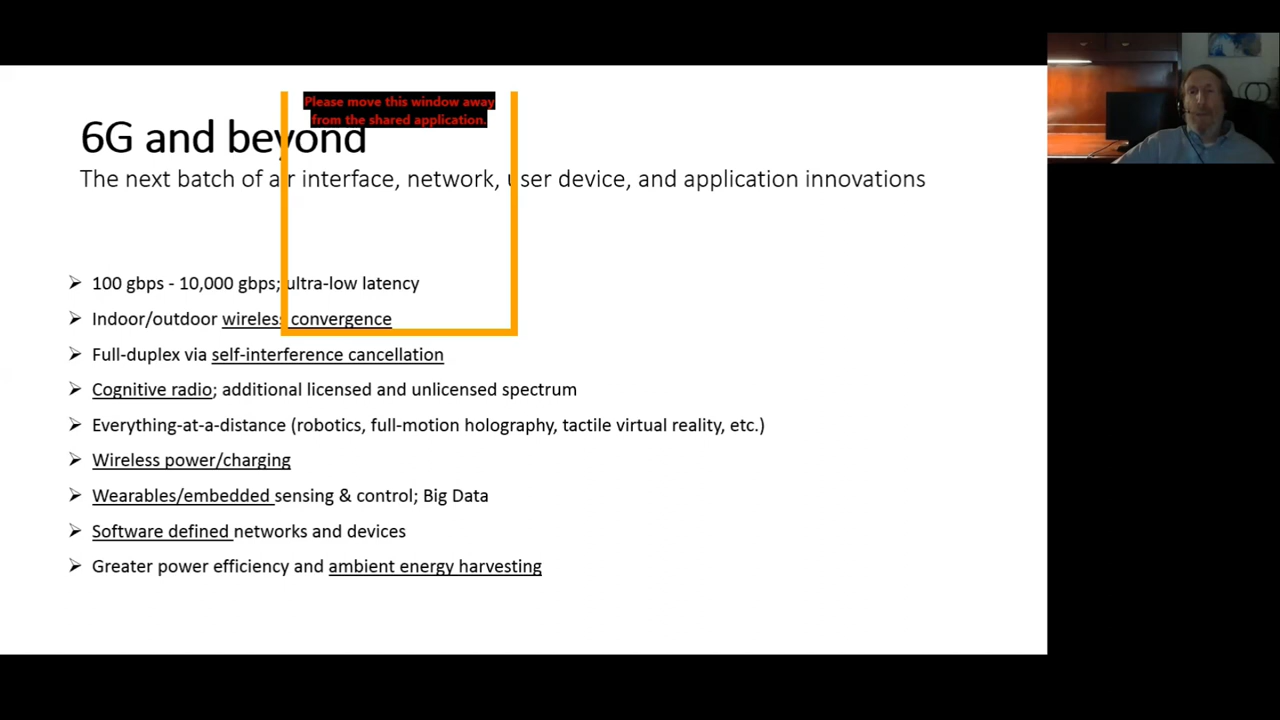 Please move this window away
from the shared application.
6G and beyond
The next batch of air interface, network, user device, and application innovations
➢ 100 gbps - 10,000 gbps; ultra-low latency
➢ Indoor/outdoor wireless convergence
➢ Full-duplex via self-interference cancellation
➢ Cognitive radio; additional licensed and unlicensed spectrum
➢ Everything-at-a-distance (robotics, full-motion holography, tactile virtual reality, etc.)
➢ Wireless power/charging
➢ Wearables/embedded sensing & control; Big Data
➢ Software defined networks and devices
➢ Greater power efficiency and ambient energy harvesting